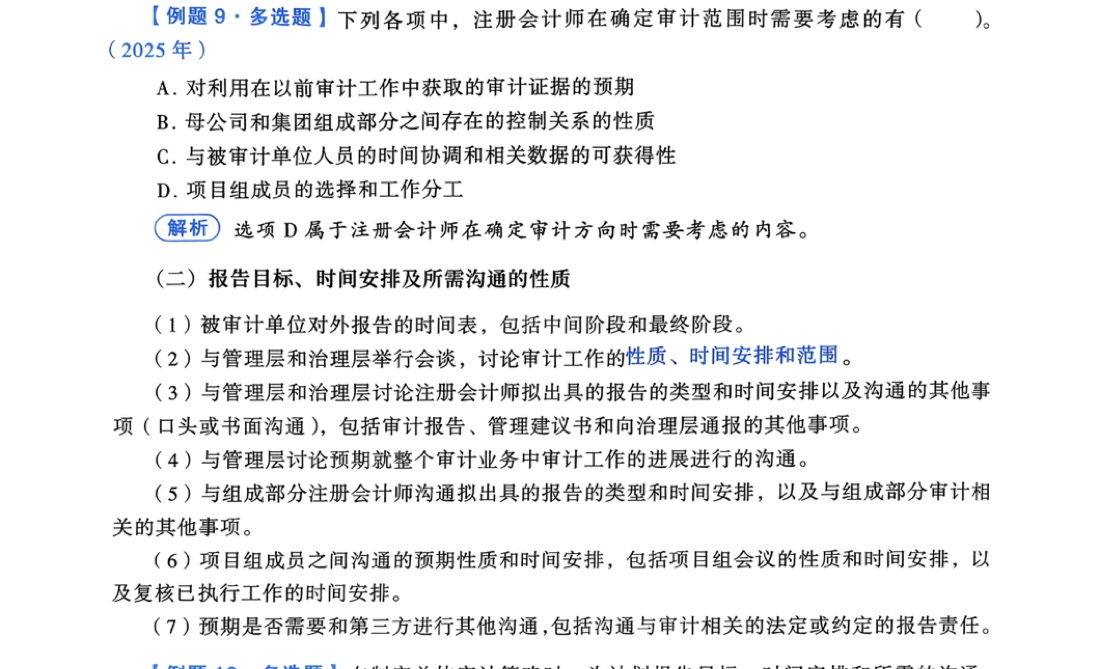 【例题 9·多选题】下列各项中，注册会计师在确定审计范围时需要考虑的有（　　）。
（2025 年）
A. 对利用在以前审计工作中获取的审计证据的预期
B. 母公司和集团组成部分之间存在的控制关系的性质
C. 与被审计单位人员的时间协调和相关数据的可获得性
D. 项目组成员的选择和工作分工
解析 选项 D 属于注册会计师在确定审计方向时需要考虑的内容。
（二）报告目标、时间安排及所需沟通的性质
（1）被审计单位对外报告的时间表，包括中间阶段和最终阶段。
（2）与管理层和治理层举行会谈，讨论审计工作的性质、时间安排和范围。
（3）与管理层和治理层讨论注册会计师拟出具的报告的类型和时间安排以及沟通的其他事
项（口头或书面沟通），包括审计报告、管理建议书和向治理层通报的其他事项。
（4）与管理层讨论预期就整个审计业务中审计工作的进展进行的沟通。
（5）与组成部分注册会计师沟通拟出具的报告的类型和时间安排，以及与组成部分审计相
关的其他事项。
（6）项目组成员之间沟通的预期性质和时间安排，包括项目组会议的性质和时间安排，以
及复核已执行工作的时间安排。
（7）预期是否需要和第三方进行其他沟通，包括沟通与审计相关的法定或约定的报告责任。